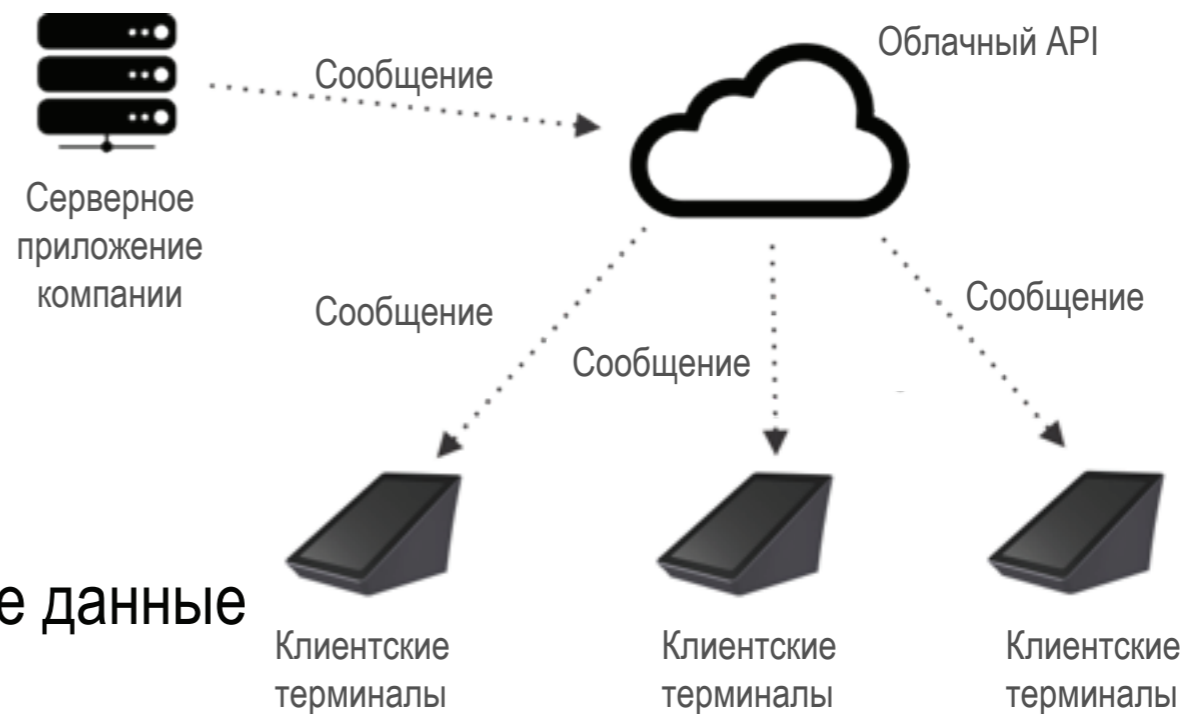 Облачный API
Сообщение
Серверное
приложение
компании
Сообщение
Сообщение
Сообщение
е данные
Клиентские
терминалы
Клиентские
терминалы
Клиентские
терминалы